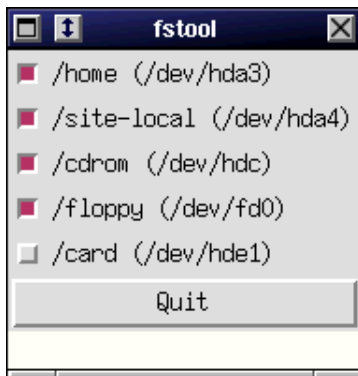 fstool
/home (/dev/hda3)
/site-local (/dev/hda4)
/cdrom (/dev/hdc)
/floppy (/dev/fd0)
/card (/dev/hde1)
Quit